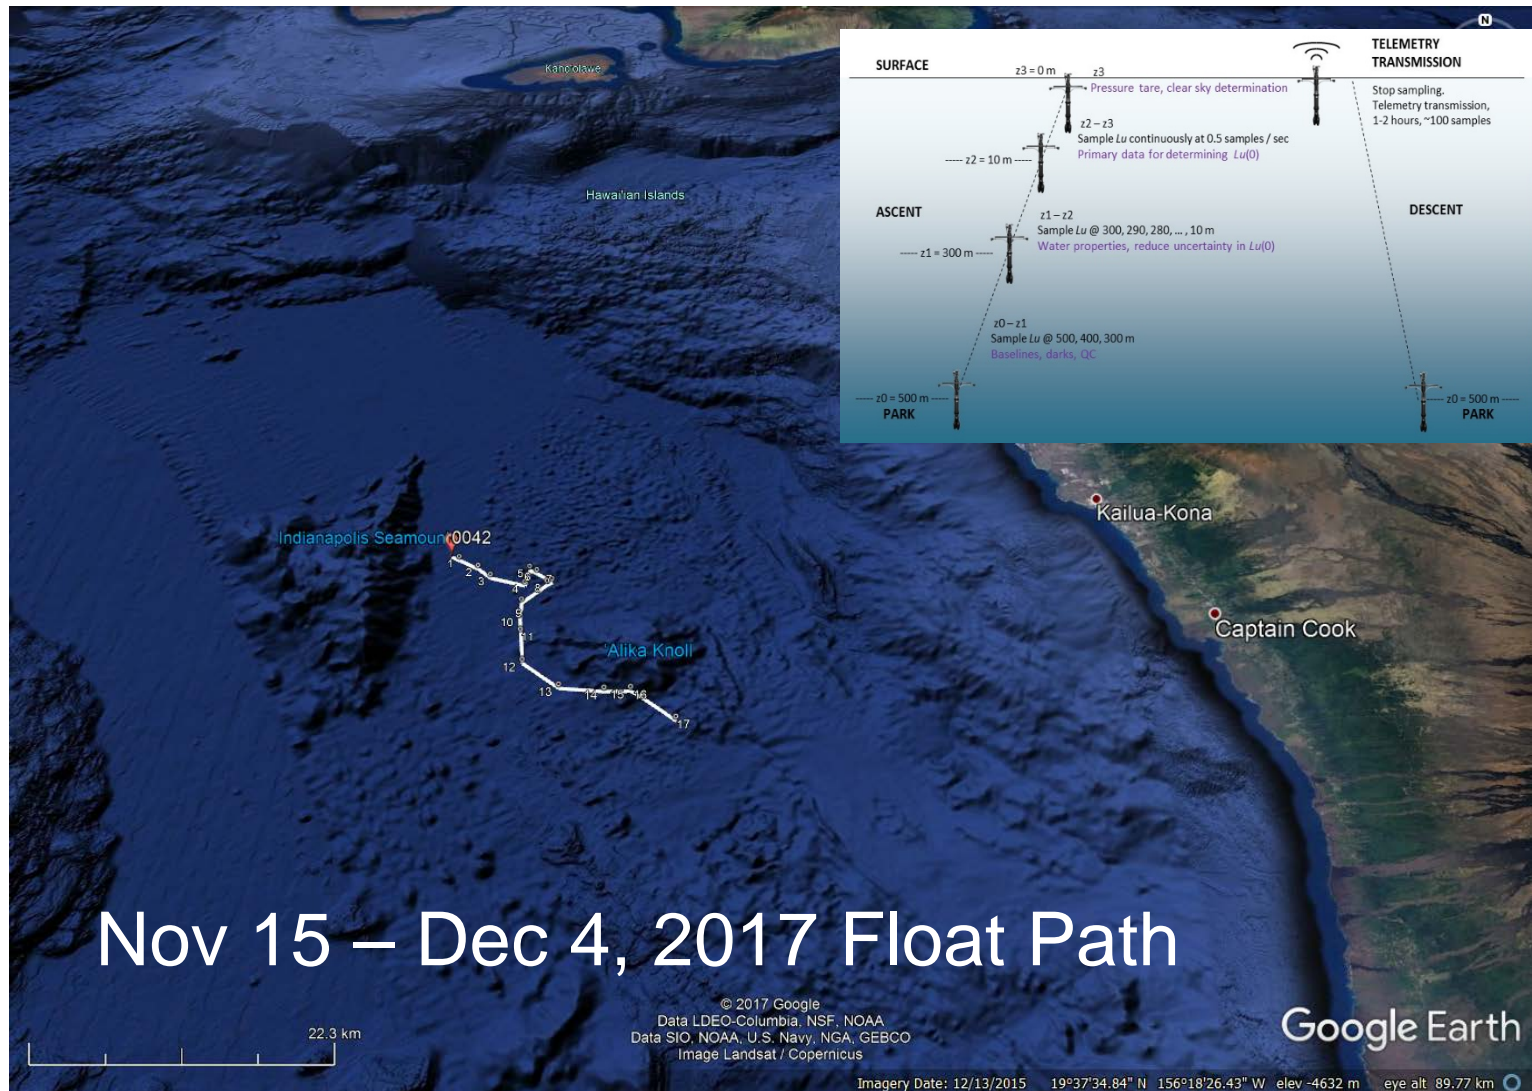 N
Kaho'olawe
Hawai'ian Islands
SURFACE
z3 = 0 m
z3
Pressure tare, clear sky determination
TELEMETRY
TRANSMISSION
Stop sampling.
Telemetry transmission,
1-2 hours, ~100 samples
z2 – z3
Sample Lu continuously at 0.5 samples / sec
Primary data for determining Lu(0)
----- z2 = 10 m -----
ASCENT
DESCENT
z1 – z2
Sample Lu @ 300, 290, 280, ... , 10 m
Water properties, reduce uncertainty in Lu(0)
----- z1 = 300 m -----
z0 – z1
Sample Lu @ 500, 400, 300 m
Baselines, darks, QC
----- z0 = 500 m -----
PARK
----- z0 = 500 m -----
PARK
Kailua-Kona
Captain Cook
Indianapolis Seamoun
0042
1
2
3
4
5
6
8
9
10
11
12
13
14
15
16
17
'Alika Knoll
Nov 15 – Dec 4, 2017 Float Path
22.3 km
© 2017 Google
Data LDEO-Columbia, NSF, NOAA
Data SIO, NOAA, U.S. Navy, NGA, GEBCO
Image Landsat / Copernicus
Google Earth
Imagery Date: 12/13/2015 19°37'34.84" N 156°18'26.43" W elev -4632 m eye alt 89.77 km